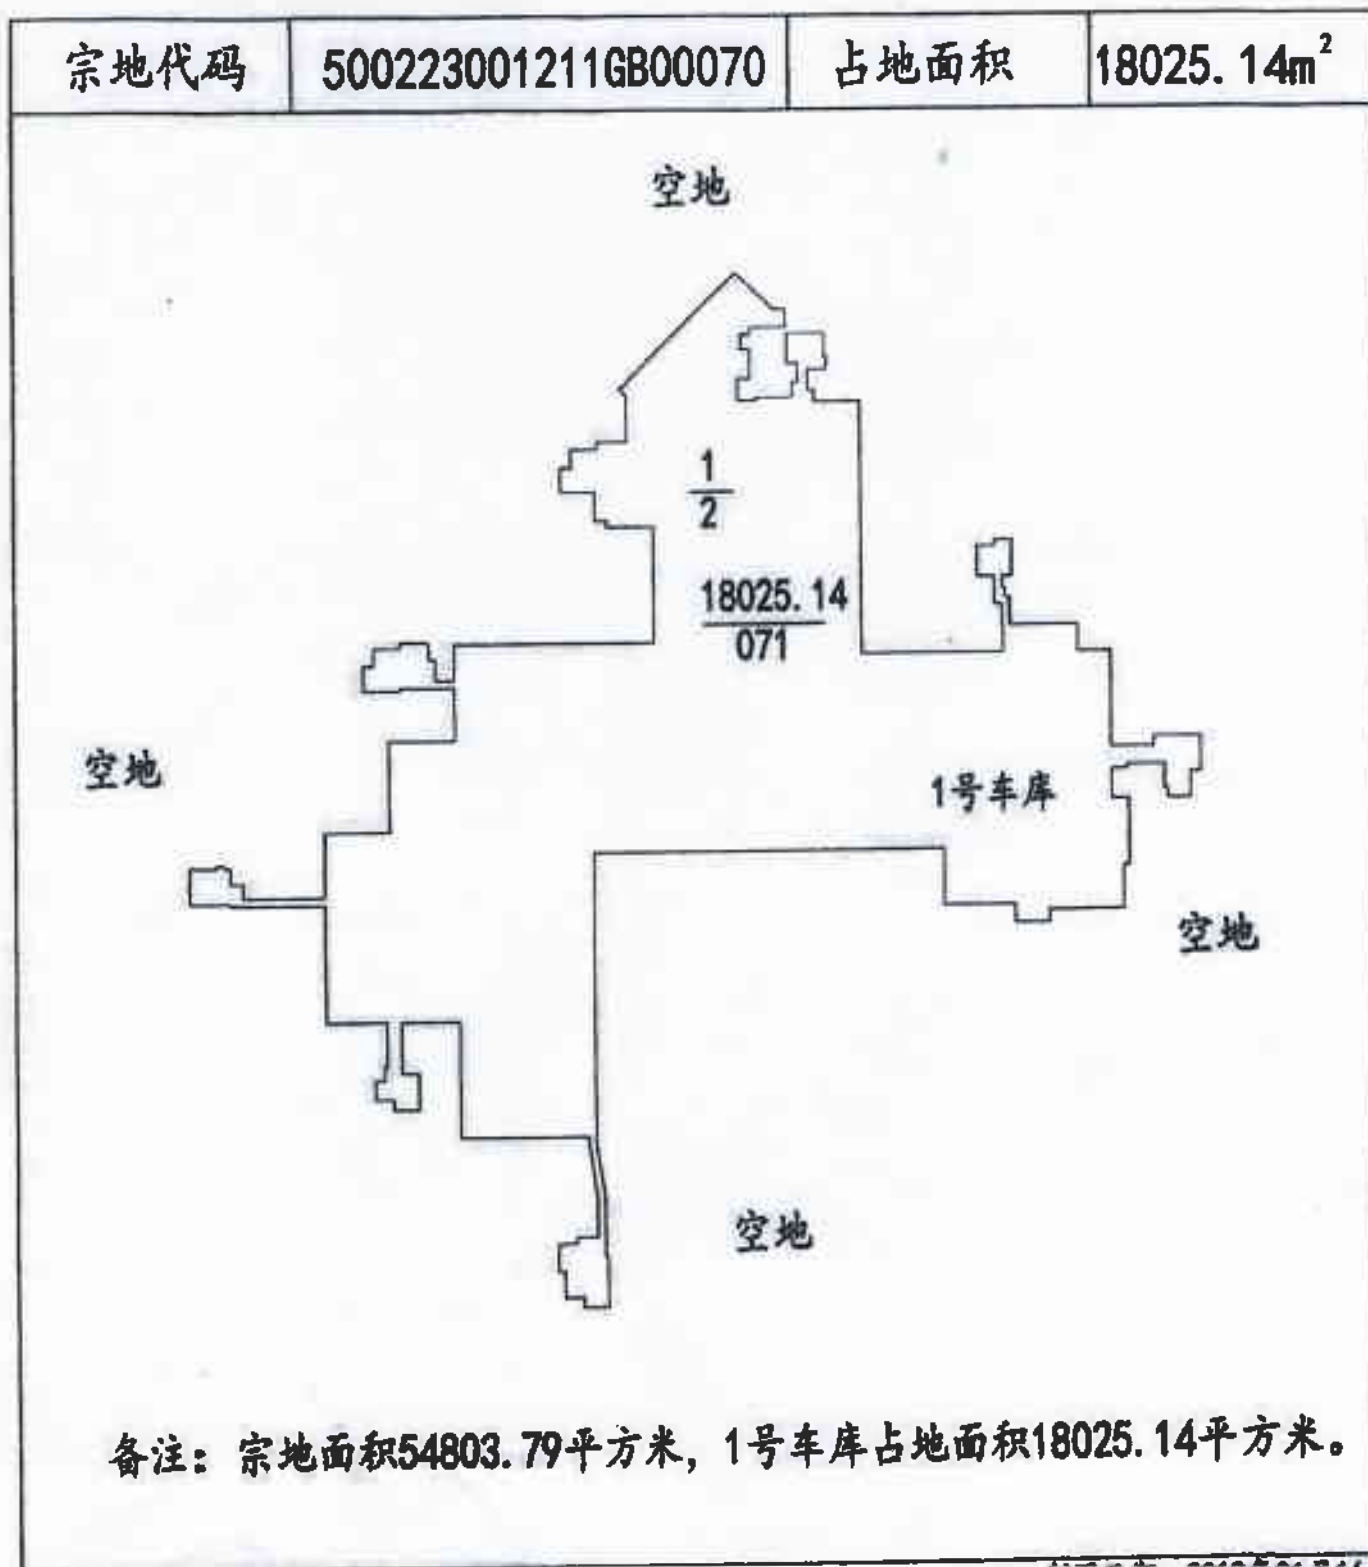 宗地代码 500223001211GB00070 占地面积 18025.14m²
空地
1
2
18025.14
071
空地
1号车库
空地
空地
备注：宗地面积54803.79平方米，1号车库占地面积18025.14平方米。